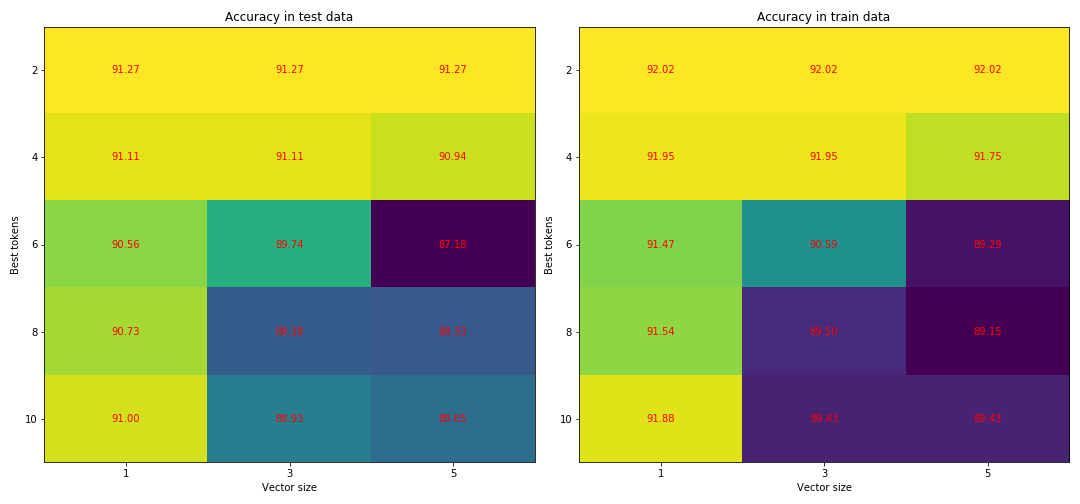 Accuracy in test data
2
91.27 91.27 91.27
4
91.11 91.11 90.94
6
90.56 89.74 87.18
8
90.73
10
91.00 88.93 88.65
1 3 5
Vector size
Best tokens
Accuracy in train data
2
92.02 92.02 92.02
4
91.95 91.95 91.75
6
91.47 90.59 89.29
8
91.54 89.50 89.15
10
91.88 89.43 89.43
1 3 5
Vector size
Best tokens